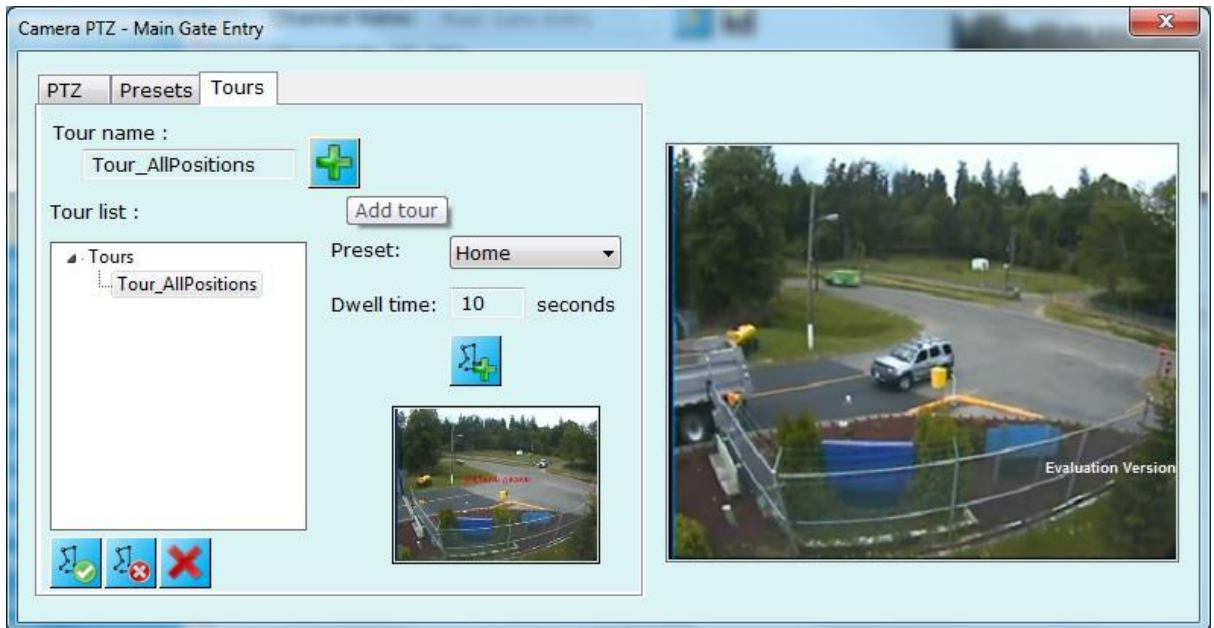 Camera PTZ - Main Gate Entry
PTZ Presets Tours
Tour name :
Tour_AllPositions
Add tour
Tour list :
Tours
Tour_AllPositions
Preset: Home
Dwell time: 10 seconds
Evaluation Version